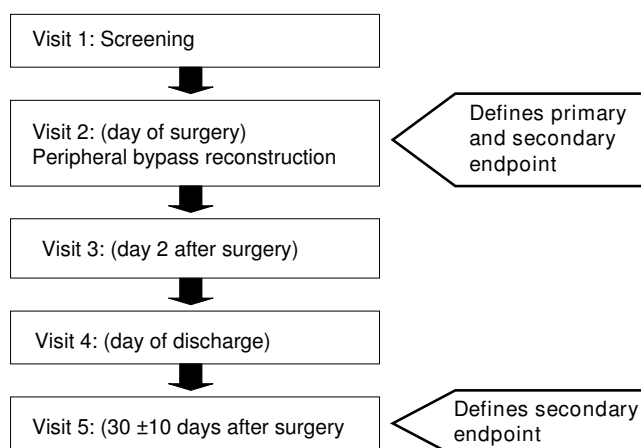 Visit 1: Screening
Visit 2: (day of surgery)
Peripheral bypass reconstruction
Defines primary
and secondary
endpoint
Visit 3: (day 2 after surgery)
Visit 4: (day of discharge)
Visit 5: (30 ±10 days after surgery
Defines secondary
endpoint